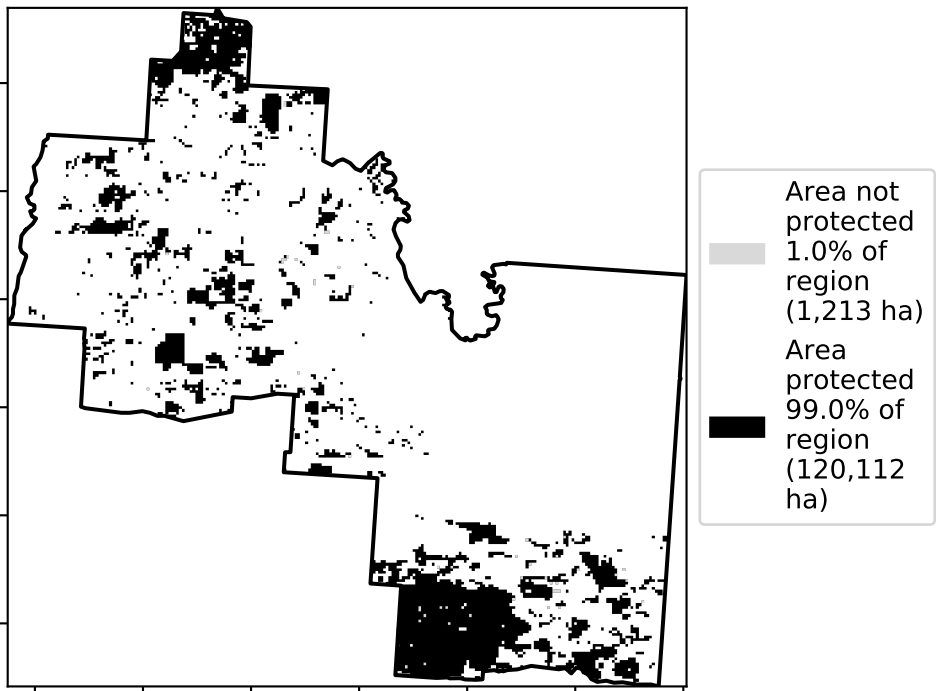 Area not
protected
1.0% of
region
(1,213 ha)
Area
protected
99.0% of
region
(120,112
ha)